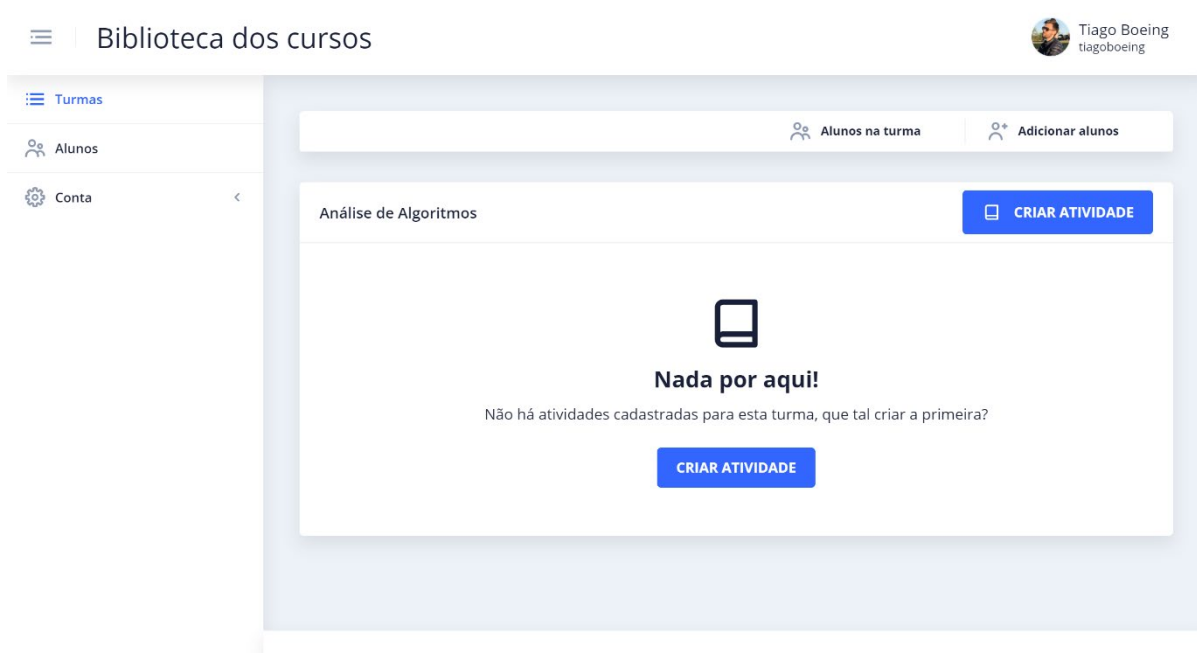 Biblioteca dos cursos
Tiago Boeing
tiagoboeing
Turmas
Alunos
Conta
Alunos na turma
Adicionar alunos
Análise de Algoritmos
CRIAR ATIVIDADE
Nada por aqui!
Não há atividades cadastradas para esta turma, que tal criar a primeira?
CRIAR ATIVIDADE